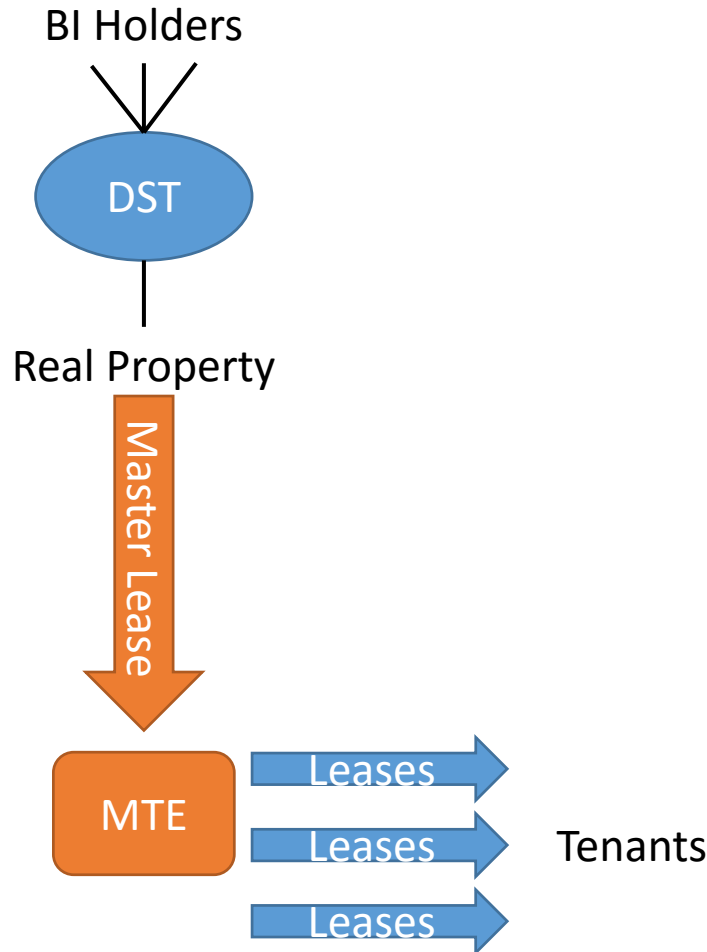 BI Holders
DST
Real Property
Master Lease
MTE
Leases
Leases
Leases
Tenants